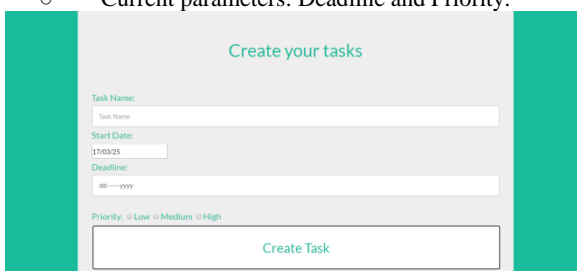 Current parameters: Deadline and Priority.
Create your tasks
Task Name:
Task Name
Start Date:
17/03/25
Deadline:
dd-----yyyy
Priority: Low Medium High
Create Task